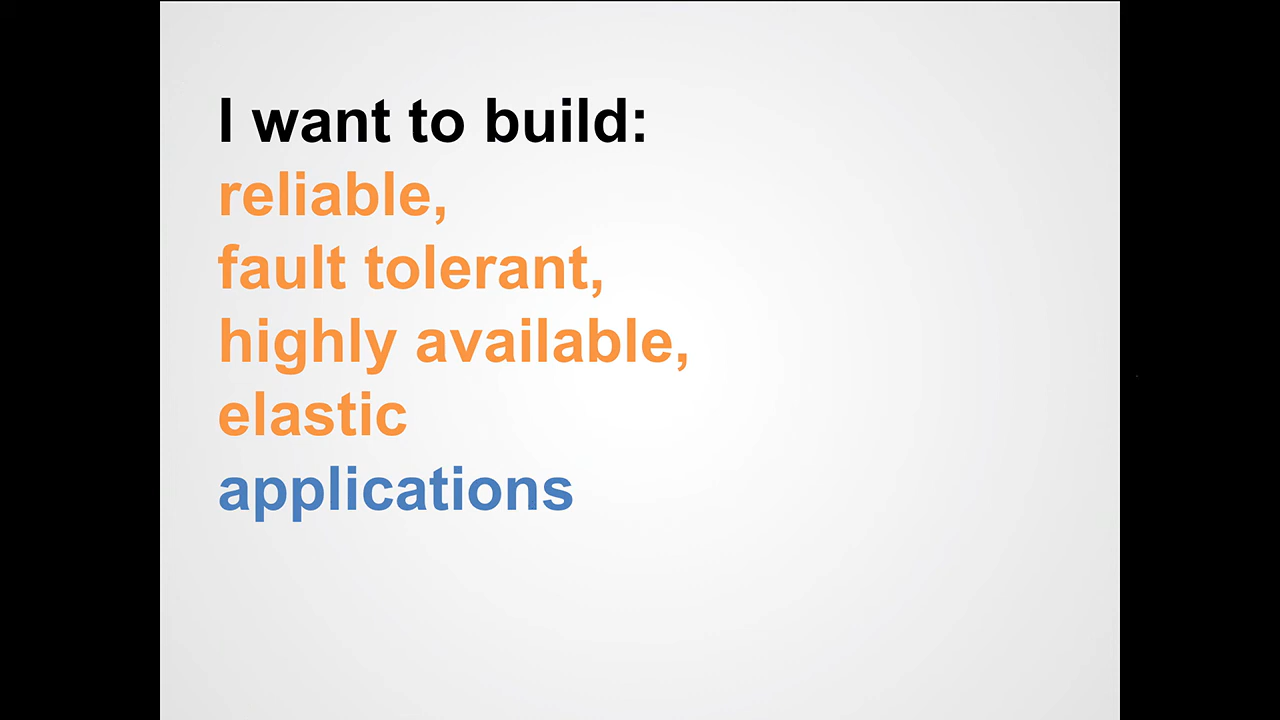 I want to build:
reliable,
fault tolerant,
highly available,
elastic
applications